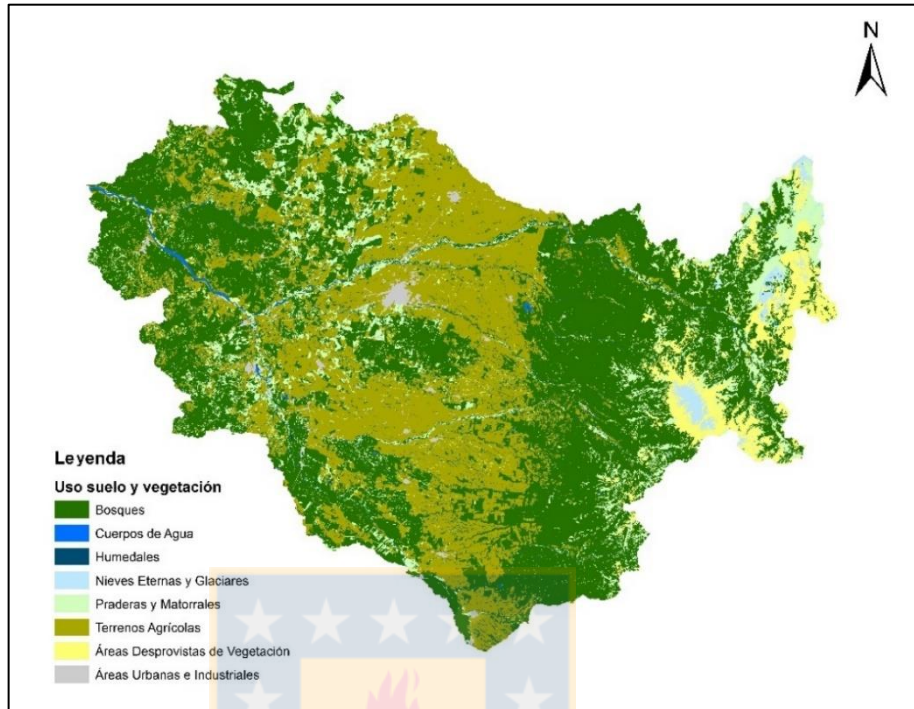 N
Leyenda
Uso suelo y vegetación
Bosques
Cuerpos de Agua
Humedales
Nieves Eternas y Glaciares
Praderas y Matorrales
Terrenos Agrícolas
Áreas Desprovistas de Vegetación
Áreas Urbanas e Industriales